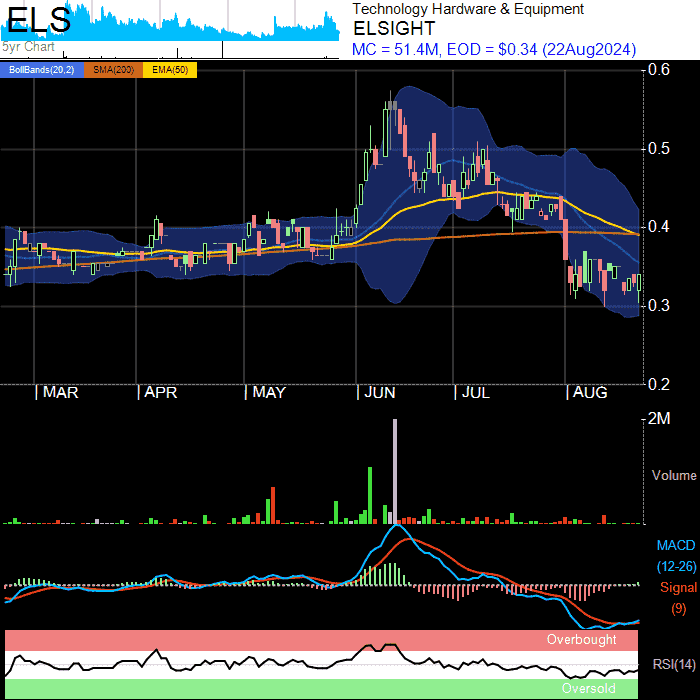 ELS
5yr Chart
Technology Hardware & Equipment
ELSIGHT
MC = 51.4M, EOD = $0.34 (22Aug2024)
BollBands(20,2) SMA(200) EMA(50)
0.6
0.5
0.4
0.3
0.2
MAR APR MAY JUN JUL AUG
2M
Volume
MACD
(12-26)
Signal
(9)
Overbought
RSI(14)
Oversold